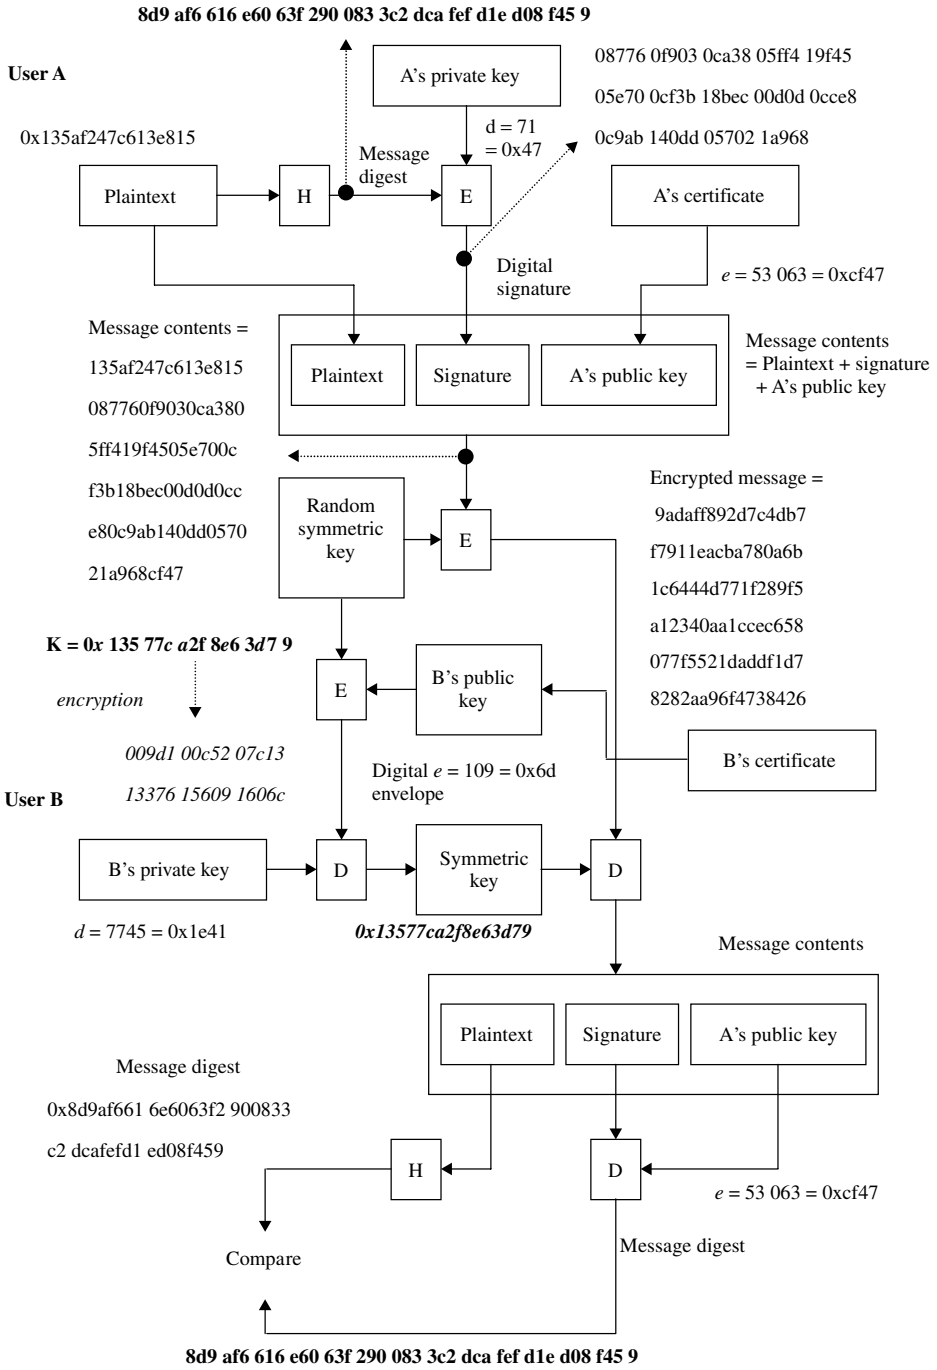 8d9 af6 616 e60 63f 290 083 3c2 dca fef d1e d08 f45 9
User A
A's private key
08776 0f903 0ca38 05ff4 19f45
05e70 0cf3b 18bec 00d0d 0cce8
0c9ab 140dd 05702 1a968
0x135af247c613e815
d = 71
= 0x47
Message
digest
Plaintext
H
E
A's certificate
Digital
signature
e = 53 063 = 0xcf47
Message contents =
135af247c613e815
087760f9030ca380
5ff419f4505e700c
f3b18bec00d0d0cc
e80c9ab140dd0570
21a968cf47
Plaintext
Signature
A's public key
Message contents
= Plaintext + signature
+ A's public key
Random
symmetric
key
E
Encrypted message =
9adaff892d7c4db7
f7911eacba780a6b
1c6444d771f289f5
a12340aa1ccec658
077f5521daddf1d7
8282aa96f4738426
K = 0x 135 77c a2f 8e6 3d7 9
encryption
009d1 00c52 07c13
13376 15609 1606c
E
B's public
key
B's certificate
Digital e = 109 = 0x6d
envelope
User B
B's private key
D
Symmetric
key
D
d = 7745 = 0x1e41
0x13577ca2f8e63d79
Message contents
Plaintext
Signature
A's public key
Message digest
0x8d9af661 6e6063f2 900833
c2 dcafefd1 ed08f459
H
D
e = 53 063 = 0xcf47
Compare
Message digest
8d9 af6 616 e60 63f 290 083 3c2 dca fef d1e d08 f45 9